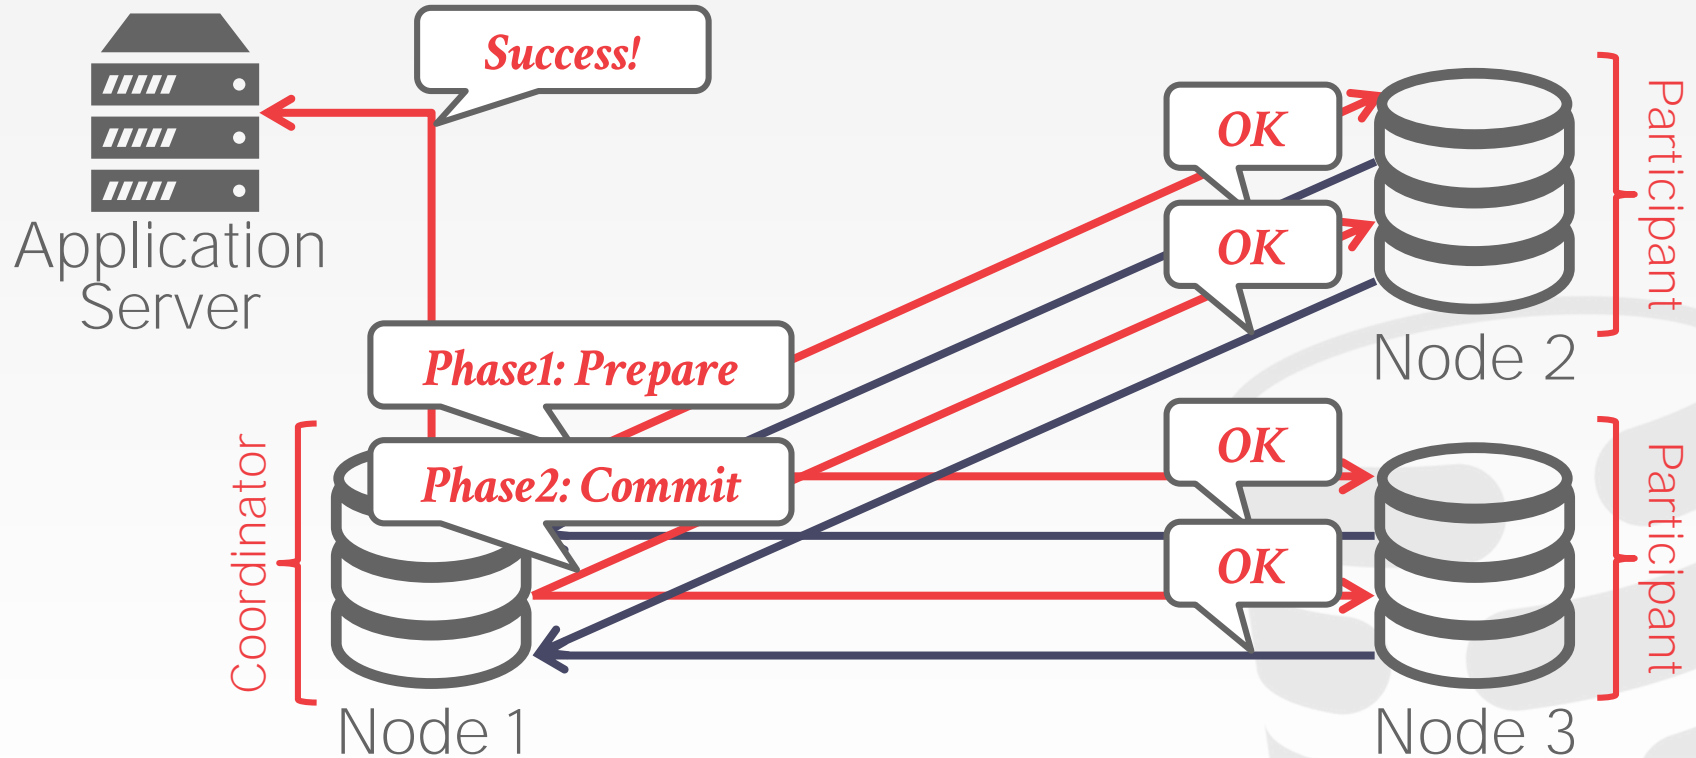 Success!
Application
Server
OK
OK
Participant
Node 2
Phase1: Prepare
Phase2: Commit
Coordinator
Node 1
OK
OK
Participant
Node 3